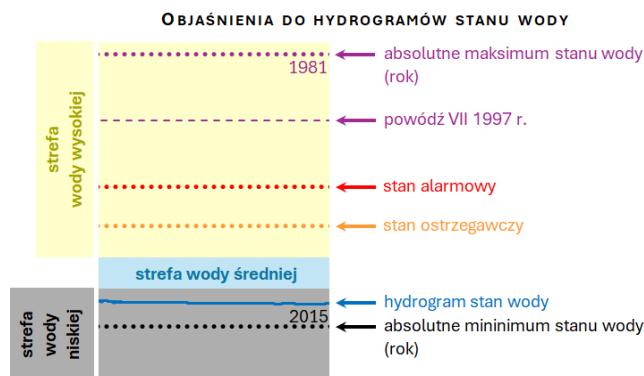 OBJAŚNIENIA DO HYDROGRAMÓW STANU WODY
absolutne maksimum stanu wody
(rok)
1981
powódź VII 1997 r.
strefa
wody wysokiej
stan alarmowy
stan ostrzegawczy
strefa wody średniej
hydrogram stan wody
2015
absolutne mininimum stanu wody
(rok)
strefa
wody
niskiej